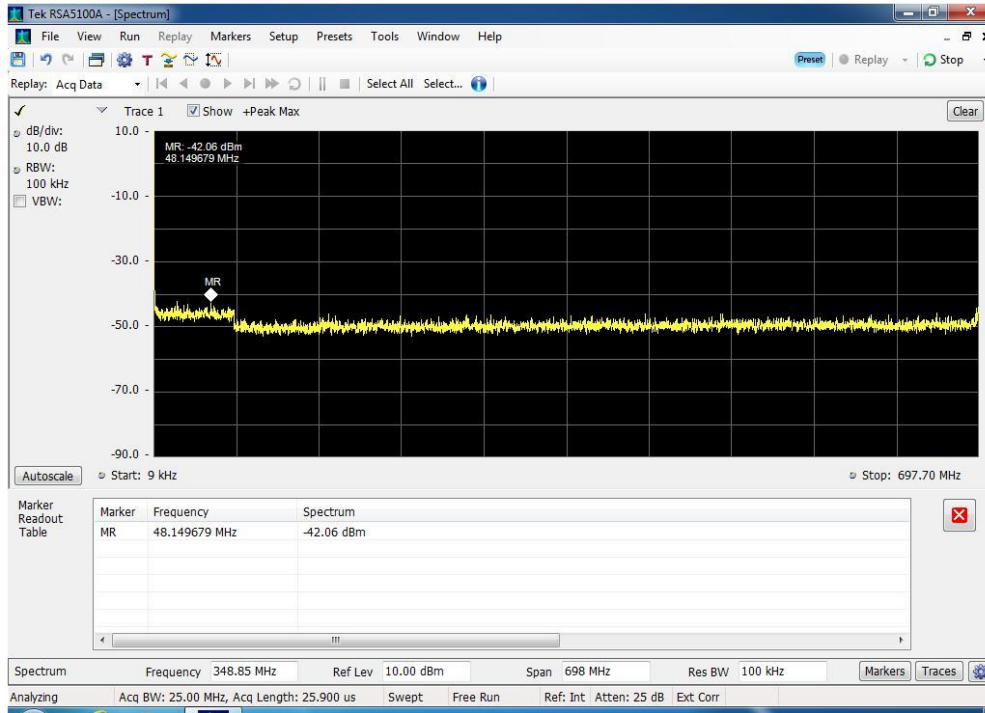 Tek RSA5100A - [Spectrum]
File View Run Replay Markers Setup Presets Tools Window Help
T
Preset Replay Stop
Replay: Acq Data Select All Select...
Trace 1 Show +Peak Max Clear
dB/div: 10.0 dB
RBW: 100 kHz
VBW:
10.0
-10.0
-30.0
-50.0
-70.0
-90.0
MR: -42.06 dBm
48.149679 MHz
MR
Autoscale Start: 9 kHz Stop: 697.70 MHz
Marker Readout Table
Marker Frequency Spectrum
MR 48.149679 MHz -42.06 dBm
Spectrum Frequency 348.85 MHz Ref Lev 10.00 dBm Span 698 MHz Res BW 100 kHz Markers Traces
Analyzing Acq BW: 25.00 MHz, Acq Length: 25.900 us Swept Free Run Ref: Int Atten: 25 dB Ext Corr